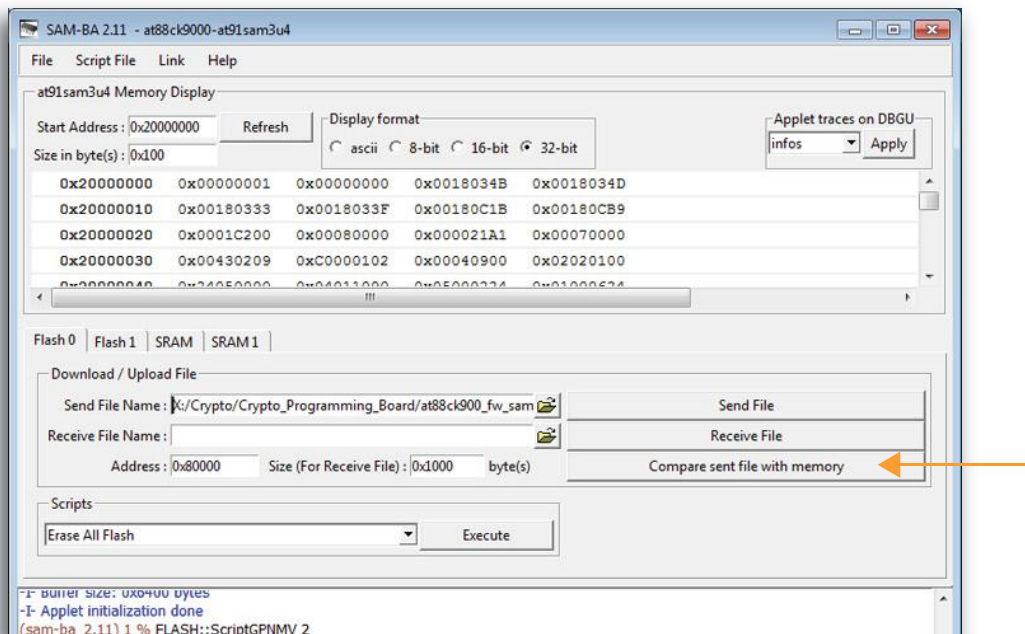 SAM-BA 2.11 - at88ck9000-at91sam3u4
File Script File Link Help
at91sam3u4 Memory Display
Start Address : 0x20000000 Refresh
Size in byte(s) : 0x100
Display format
ascii 8-bit 16-bit 32-bit
Applet traces on DBGU
infos Apply
0x20000000 0x00000001 0x00000000 0x0018034B 0x0018034D
0x20000010 0x00180333 0x0018033F 0x00180C1B 0x00180CB9
0x20000020 0x0001C200 0x00080000 0x000021A1 0x00070000
0x20000030 0x00430209 0xC0000102 0x00040900 0x02020100
Flash 0 Flash 1 SRAM SRAM 1
Download / Upload File
Send File Name : X:/Crypto/Crypto_Programming_Board/at88ck900_fw_sam Send File
Receive File Name : Receive File
Address : 0x80000 Size (For Receive File) : 0x1000 byte(s) Compare sent file with memory
Scripts
Erase All Flash Execute
-I- Buffer size: 0x6400 bytes
-I- Applet initialization done
(sam-ba_2.11) 1 % FLASH::ScriptGPNMV 2